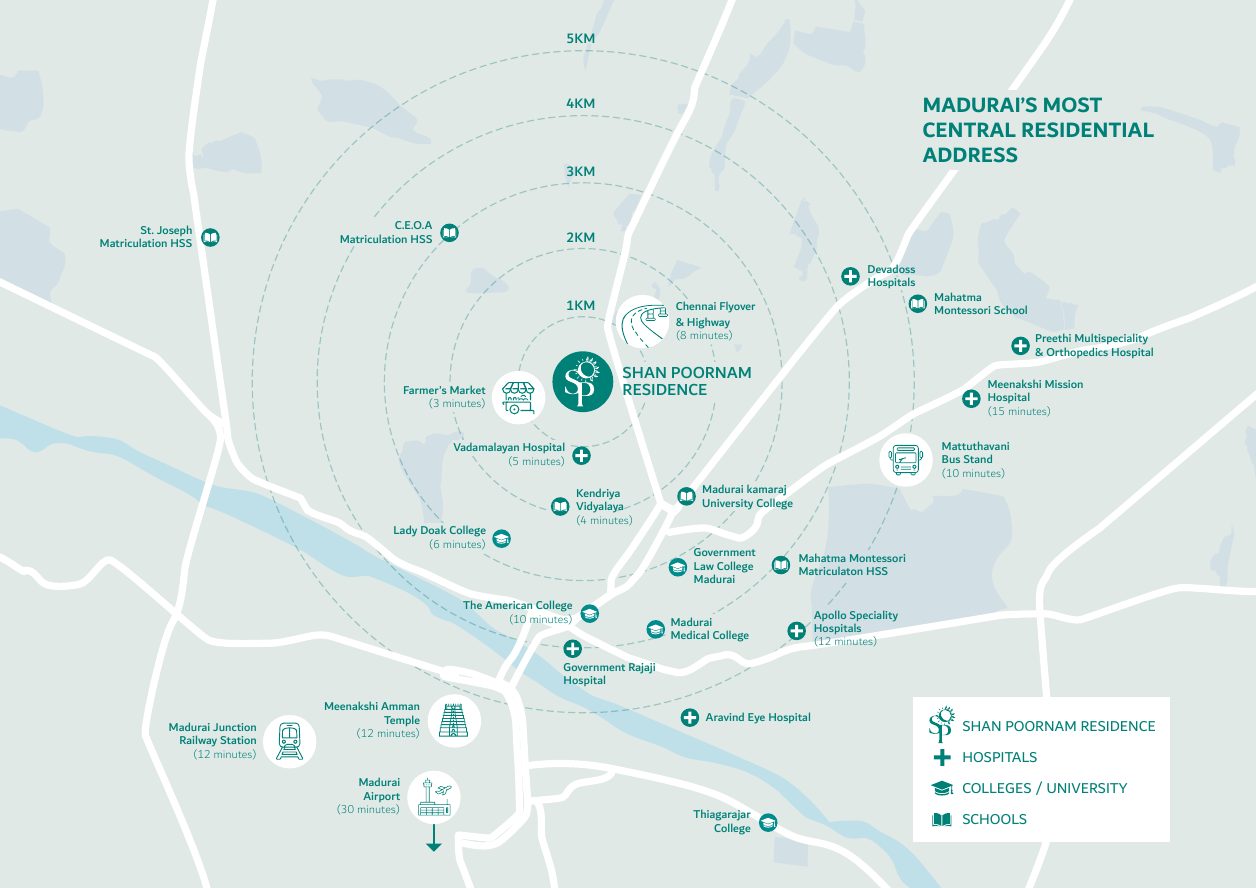 5KM
4KM
3KM
2KM
1KM
MADURAI’S MOST
CENTRAL RESIDENTIAL
ADDRESS
St. Joseph
Matriculation HSS
C.E.O.A
Matriculation HSS
Devadoss
Hospitals
Mahatma
Montessori School
Chennai Flyover
& Highway
(8 minutes)
Preethi Multispeciality
& Orthopedics Hospital
SP
SHAN POORNAM
RESIDENCE
Farmer’s Market
(3 minutes)
Meenakshi Mission
Hospital
(15 minutes)
Vadamalayan Hospital
(5 minutes)
Mattuthavani
Bus Stand
(10 minutes)
Kendriya
Vidyalaya
(4 minutes)
Madurai kamaraj
University College
Lady Doak College
(6 minutes)
Government
Law College
Madurai
Mahatma Montessori
Matriculaton HSS
The American College
(10 minutes)
Madurai
Medical College
Apollo Speciality
Hospitals
(12 minutes)
Government Rajaji
Hospital
Meenakshi Amman
Temple
(12 minutes)
Aravind Eye Hospital
Madurai Junction
Railway Station
(12 minutes)
Madurai
Airport
(30 minutes)
Thiagarajar
College
SP
SHAN POORNAM RESIDENCE
HOSPITALS
COLLEGES / UNIVERSITY
SCHOOLS